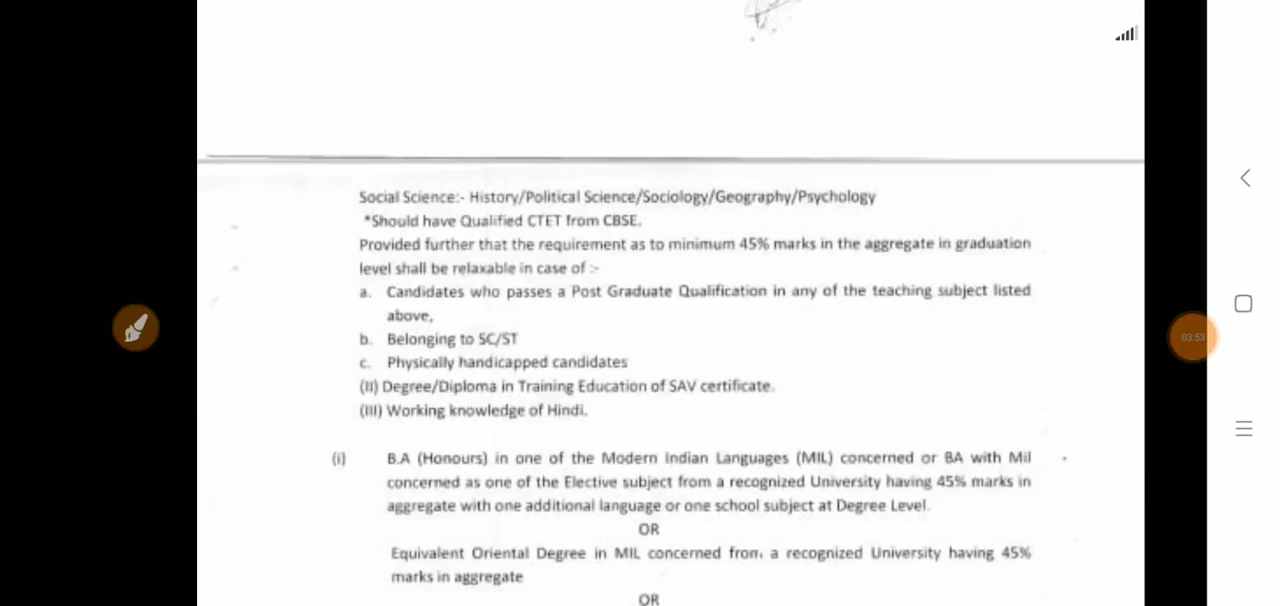 Social Science:- History/Political Science/Sociology/Geography/Psychology
*Should have Qualified CTET from CBSE.
Provided further that the requirement as to minimum 45% marks in the aggregate in graduation
level shall be relaxable in case of :-
a. Candidates who passes a Post Graduate Qualification in any of the teaching subject listed
above,
b. Belonging to SC/ST
c. Physically handicapped candidates
(II) Degree/Diploma in Training Education of SAV certificate.
(III) Working knowledge of Hindi.
(i) B.A (Honours) in one of the Modern Indian Languages (MIL) concerned or BA with Mil
concerned as one of the Elective subject from a recognized University having 45% marks in
aggregate with one additional language or one school subject at Degree Level.
OR
Equivalent Oriental Degree in MIL concerned from a recognized University having 45%
marks in aggregate
OR
03:53